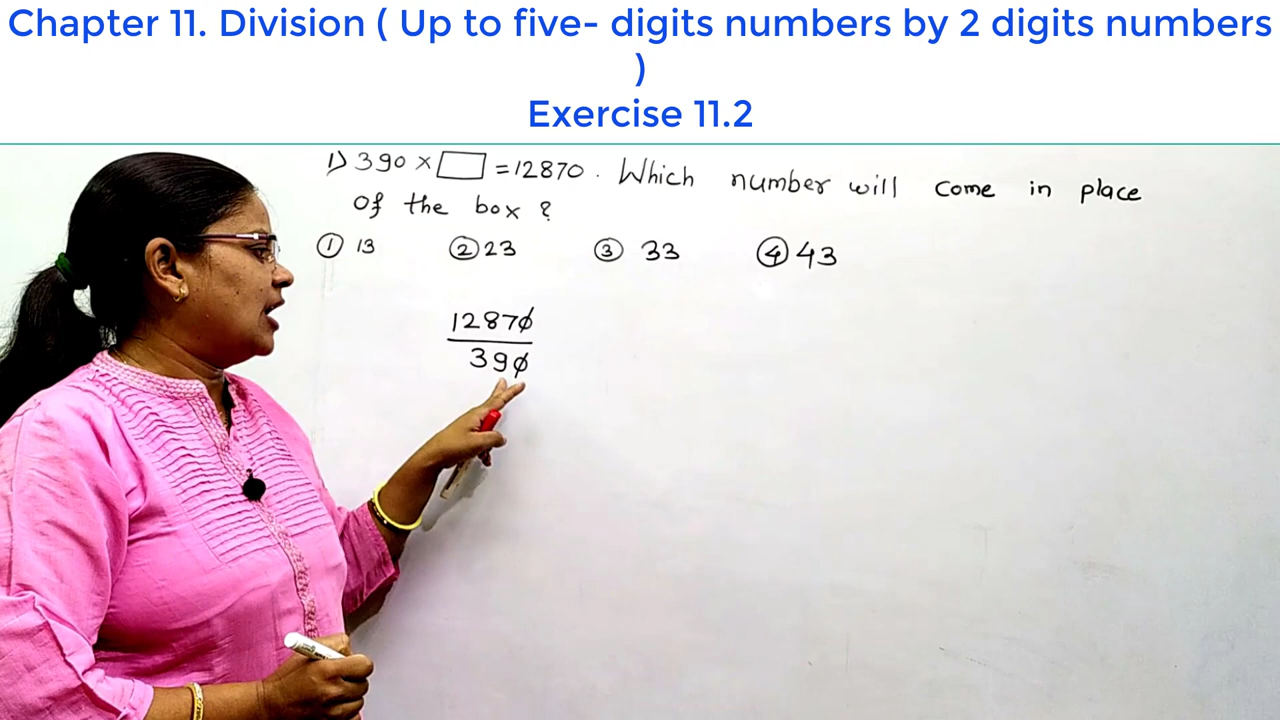 Chapter 11. Division ( Up to five- digits numbers by 2 digits numbers
)
Exercise 11.2
1) 390 × □ = 12870. Which number will come in place
of the box ?
① 13 ② 23 ③ 33 ④ 43
12870
390